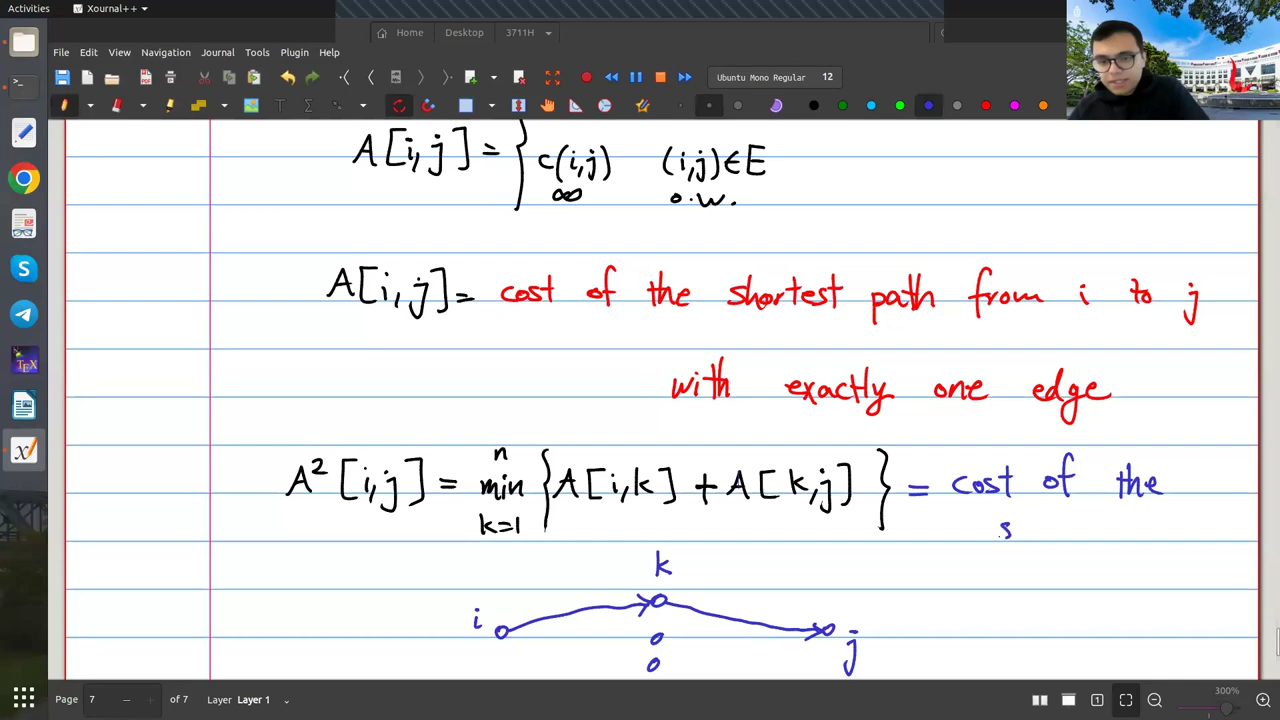 Activities Xournal++
Home Desktop 3711H
File Edit View Navigation Journal Tools Plugin Help
Ubuntu Mono Regular 12
A[i,j] = { c(i,j) (i,j)∈E
∞ o.w.
A[i,j] = cost of the shortest path from i to j
with exactly one edge
A²[i,j] = min { A[i,k] + A[k,j] } = cost of the
n
k=1
s
k
i
j
Page 7 of 7 Layer Layer 1
300%
1